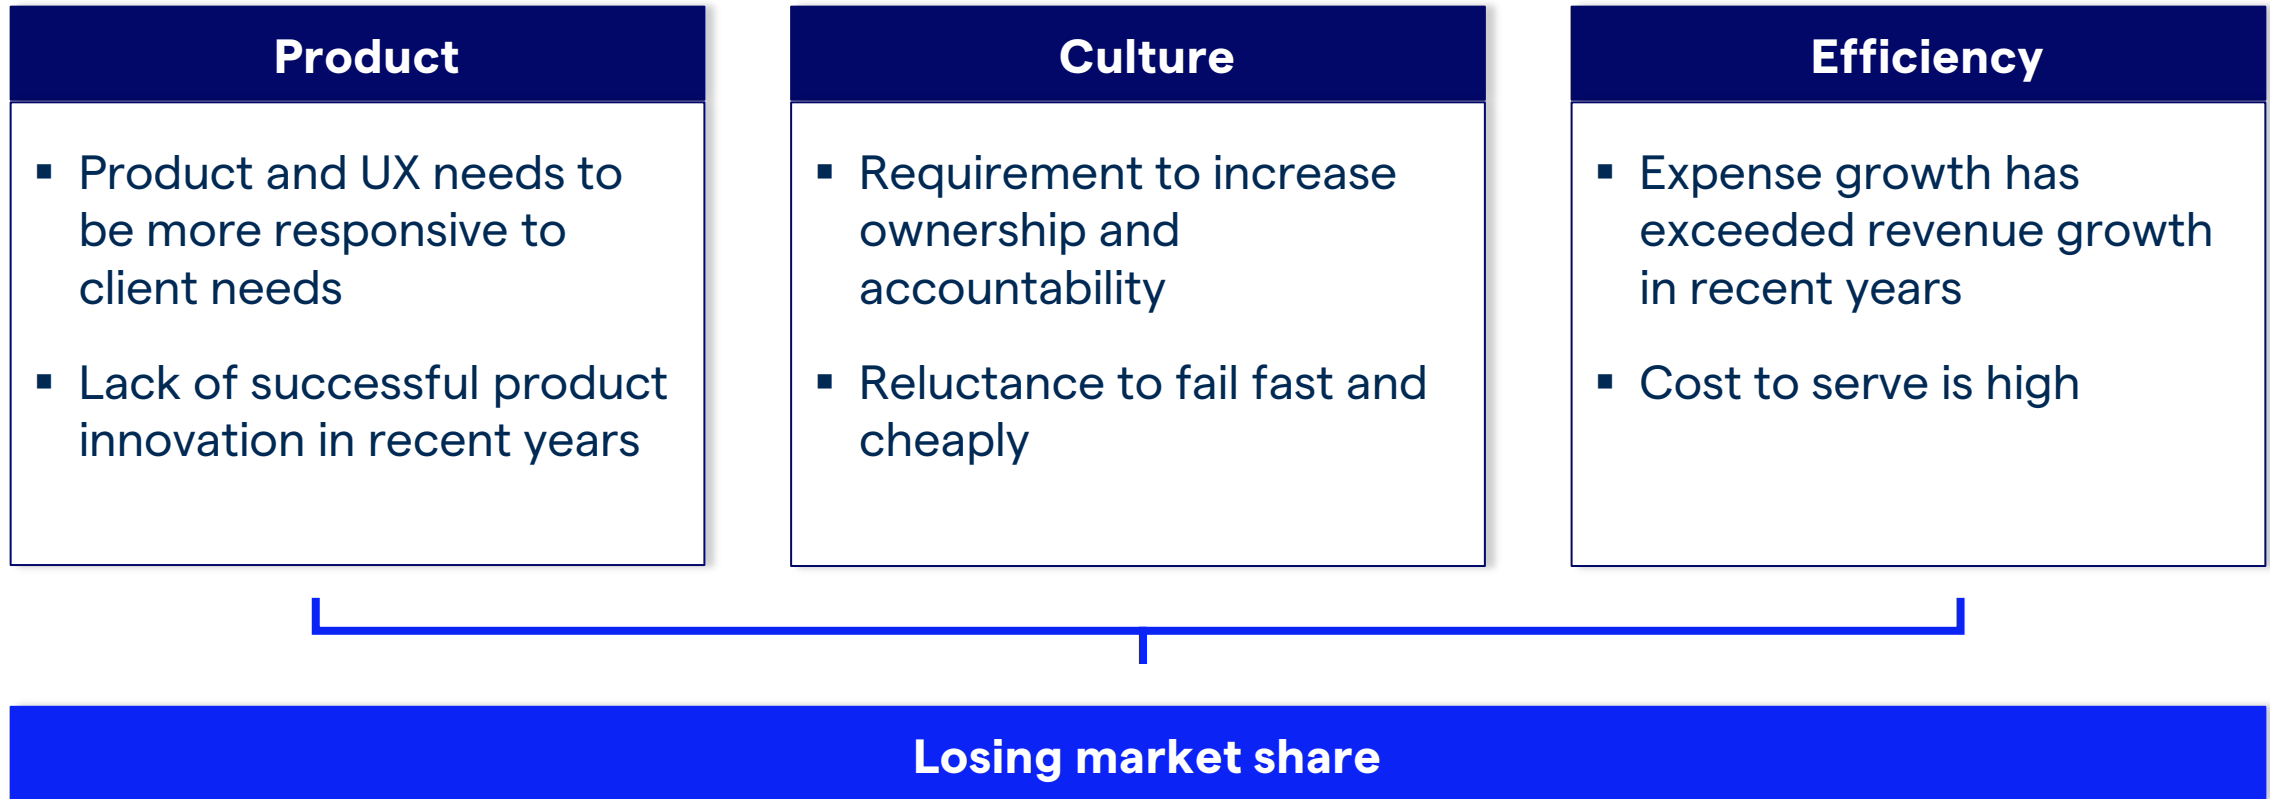 Product
▪ Product and UX needs to
be more responsive to
client needs
▪ Lack of successful product
innovation in recent years
Culture
▪ Requirement to increase
ownership and
accountability
▪ Reluctance to fail fast and
cheaply
Efficiency
▪ Expense growth has
exceeded revenue growth
in recent years
▪ Cost to serve is high
Losing market share